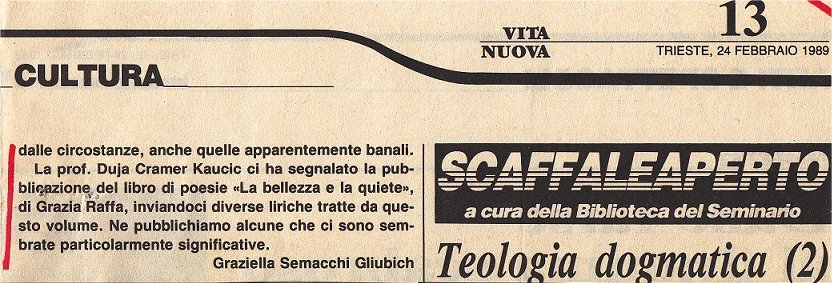 VITA
NUOVA
13
TRIESTE, 24 FEBBRAIO 1989
CULTURA
dalle circostanze, anche quelle apparentemente banali.
La prof. Duja Cramer Kaucic ci ha segnalato la pub-
blicazione del libro di poesie «La bellezza e la quiete»,
di Grazia Raffa, inviandoci diverse liriche tratte da que-
sto volume. Ne pubblichiamo alcune che ci sono sem-
brate particolarmente significative.
Graziella Semacchi Gliubich
SCAFFALEAPERTO
a cura della Biblioteca del Seminario
Teologia dogmatica (2)